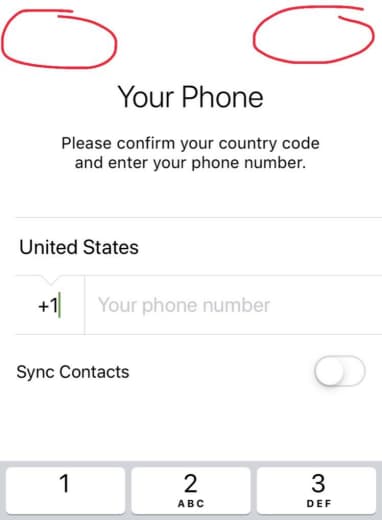 Your Phone
Please confirm your country code
and enter your phone number.
United States
+1 Your phone number
Sync Contacts
1 2 3
ABC DEF